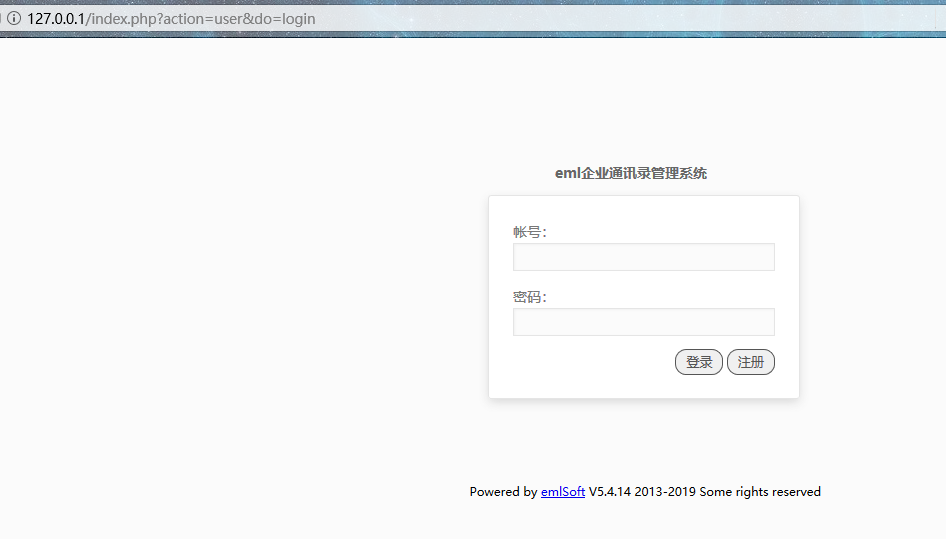 127.0.0.1/index.php?action=user&do=login
eml企业通讯录管理系统
帐号：
密码：
登录 注册
Powered by emlSoft V5.4.14 2013-2019 Some rights reserved